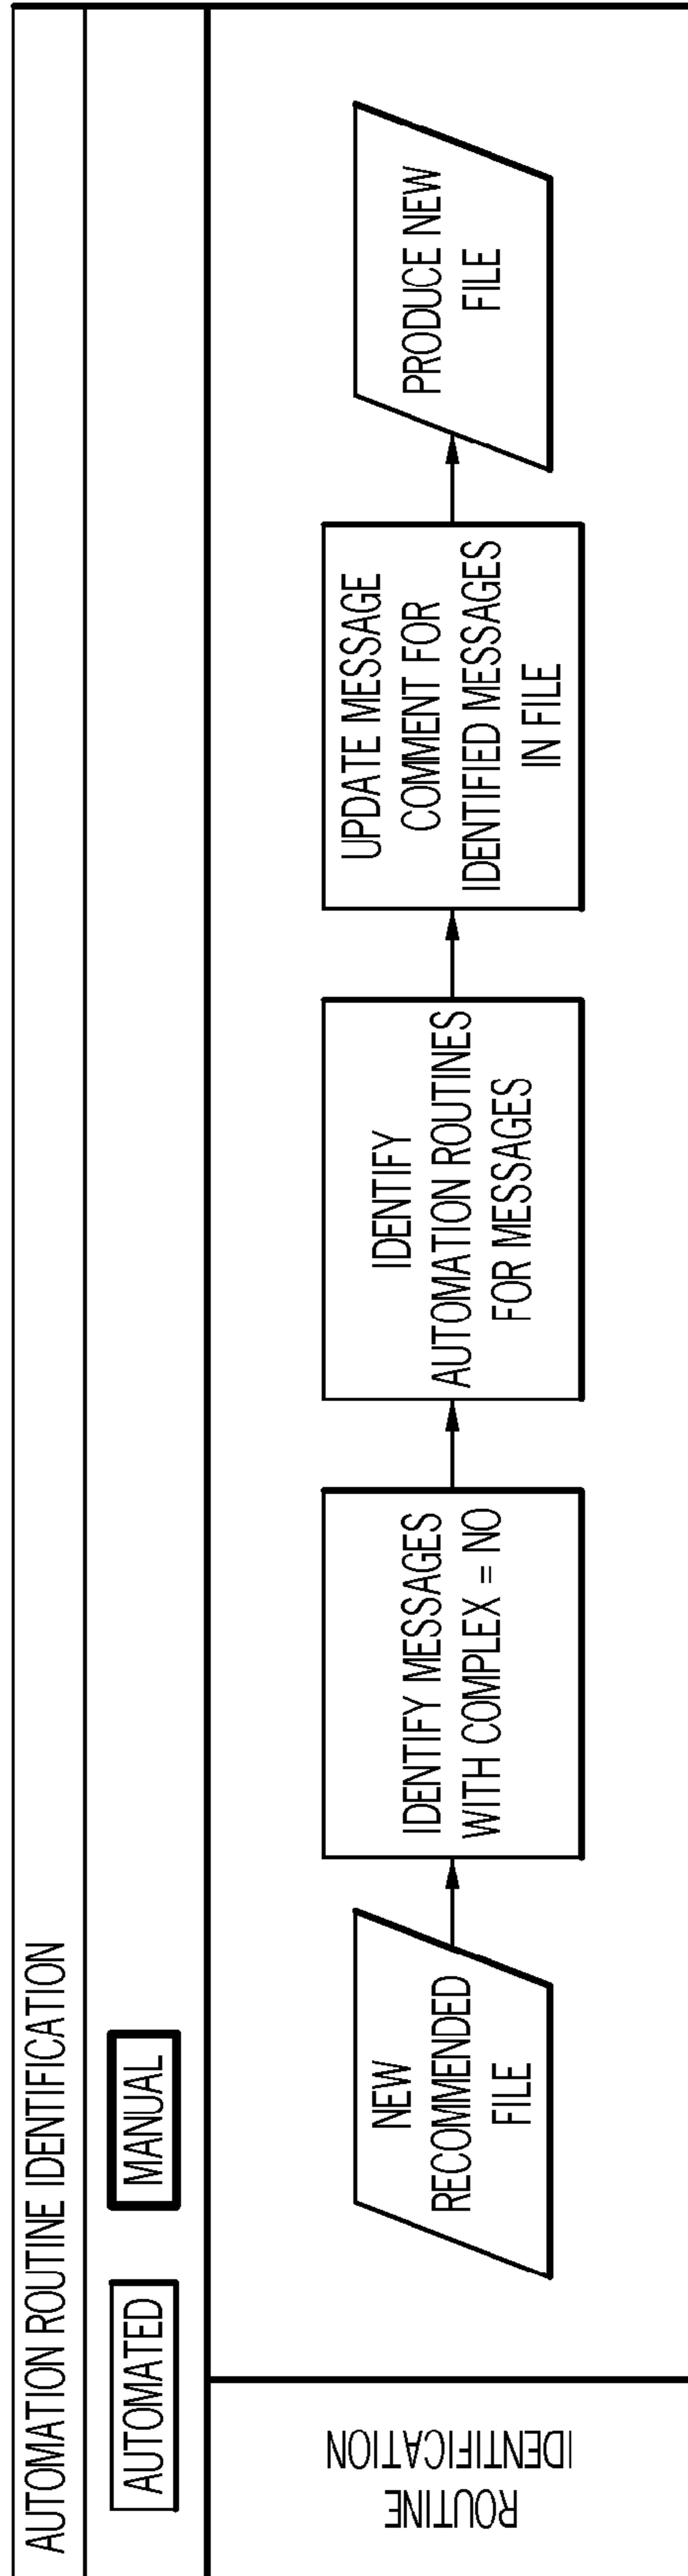 AUTOMATION ROUTINE IDENTIFICATION
AUTOMATED
MANUAL
ROUTINE
IDENTIFICATION
NEW
RECOMMENDED
FILE
IDENTIFY MESSAGES
WITH COMPLEX = NO
IDENTIFY
AUTOMATION ROUTINES
FOR MESSAGES
UPDATE MESSAGE
COMMENT FOR
IDENTIFIED MESSAGES
IN FILE
PRODUCE NEW
FILE